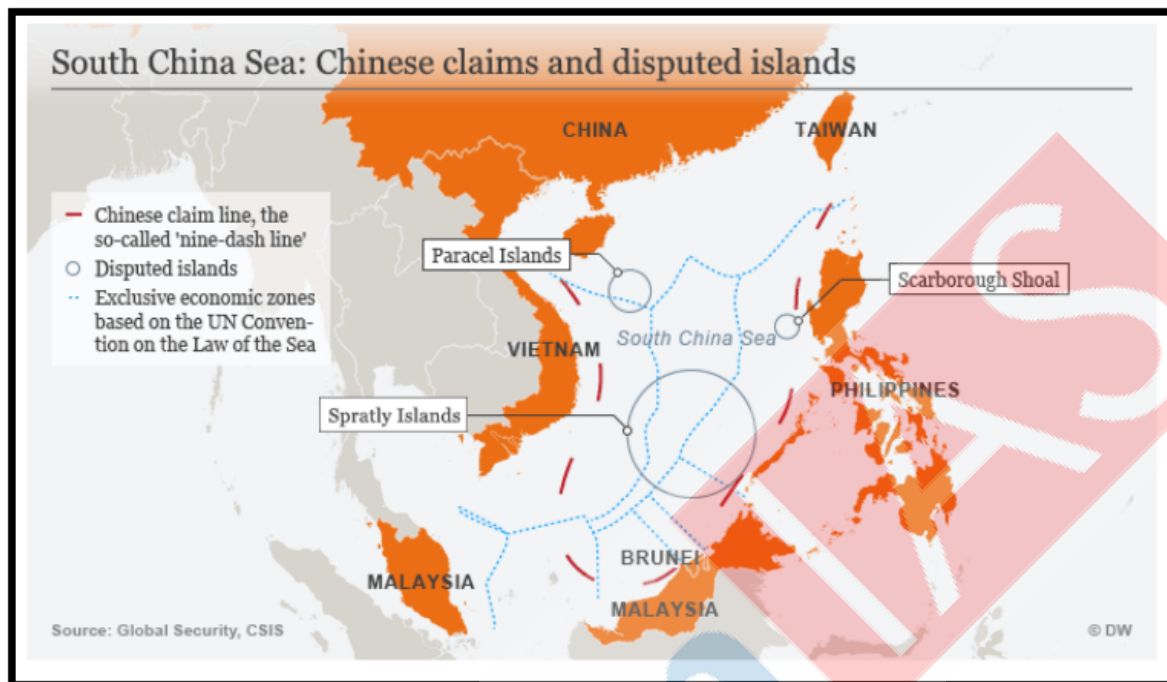 South China Sea: Chinese claims and disputed islands
CHINA
TAIWAN
Chinese claim line, the
so-called 'nine-dash line'
Disputed islands
Exclusive economic zones
based on the UN Conven-
tion on the Law of the Sea
Paracel Islands
Scarborough Shoal
South China Sea
VIETNAM
PHILIPPINES
Spratly Islands
BRUNEI
MALAYSIA
MALAYSIA
Source: Global Security, CSIS
© DW